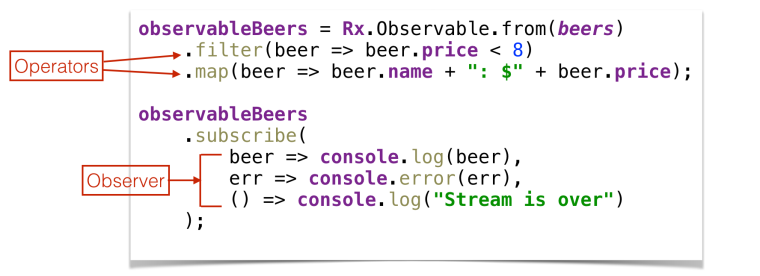 observableBeers = Rx.Observable.from(beers)
.filter(beer => beer.price < 8)
Operators
.map(beer => beer.name + ": $" + beer.price);
observableBeers
.subscribe(
beer => console.log(beer),
Observer
err => console.error(err),
() => console.log("Stream is over")
);